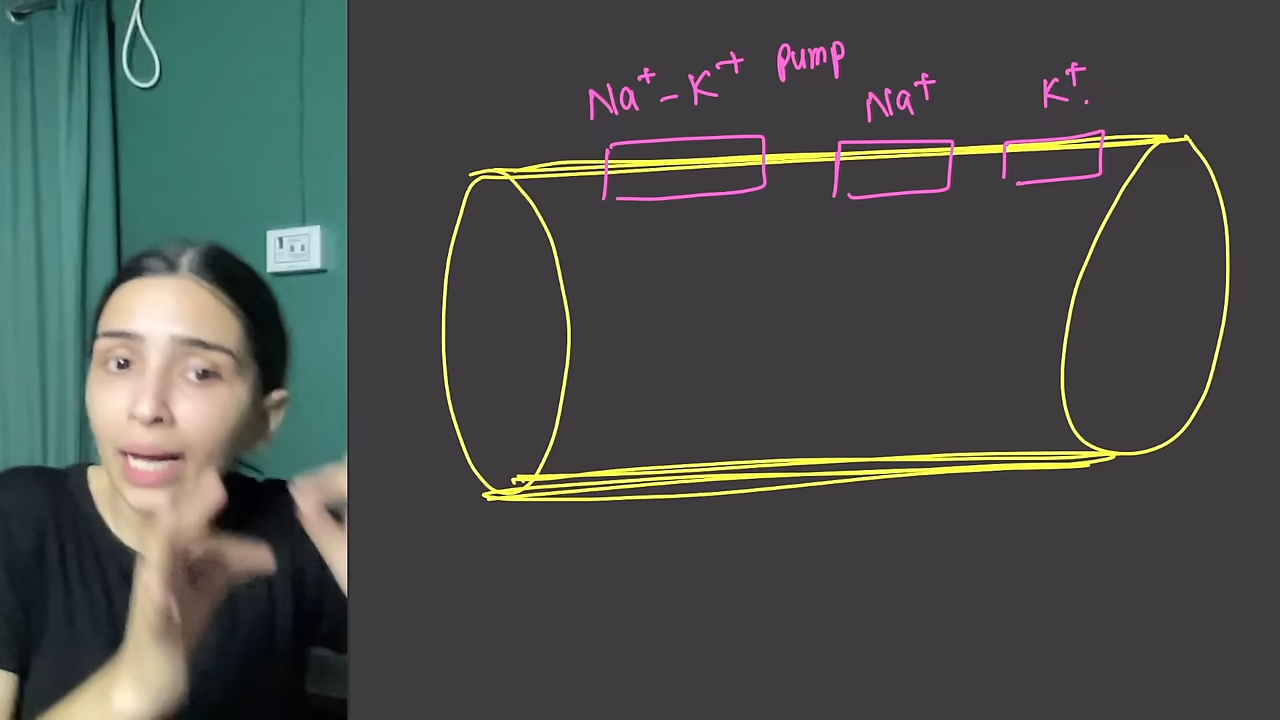 Na⁺ - K⁺ pump
Na⁺
K⁺.